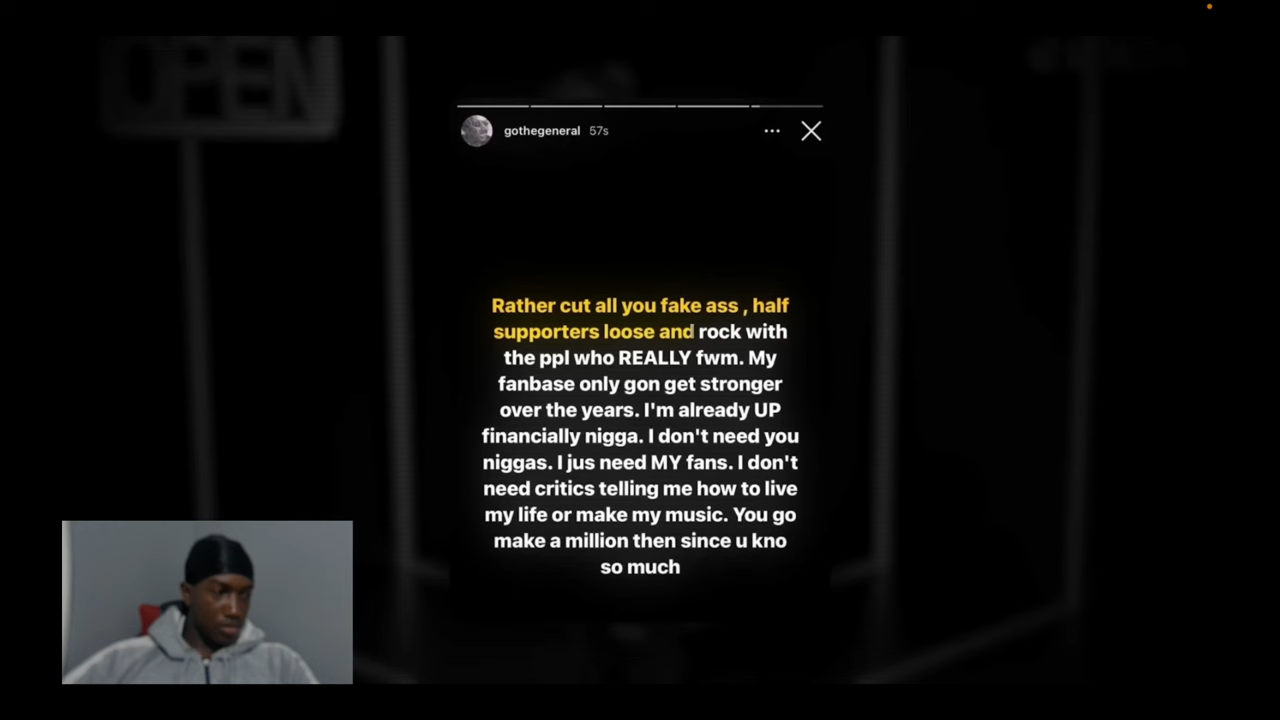 OPEN
gothegeneral 57s
Rather cut all you fake ass , half
supporters loose and rock with
the ppl who REALLY fwm. My
fanbase only gon get stronger
over the years. I'm already UP
financially nigga. I don't need you
niggas. I jus need MY fans. I don't
need critics telling me how to live
my life or make my music. You go
make a million then since u kno
so much